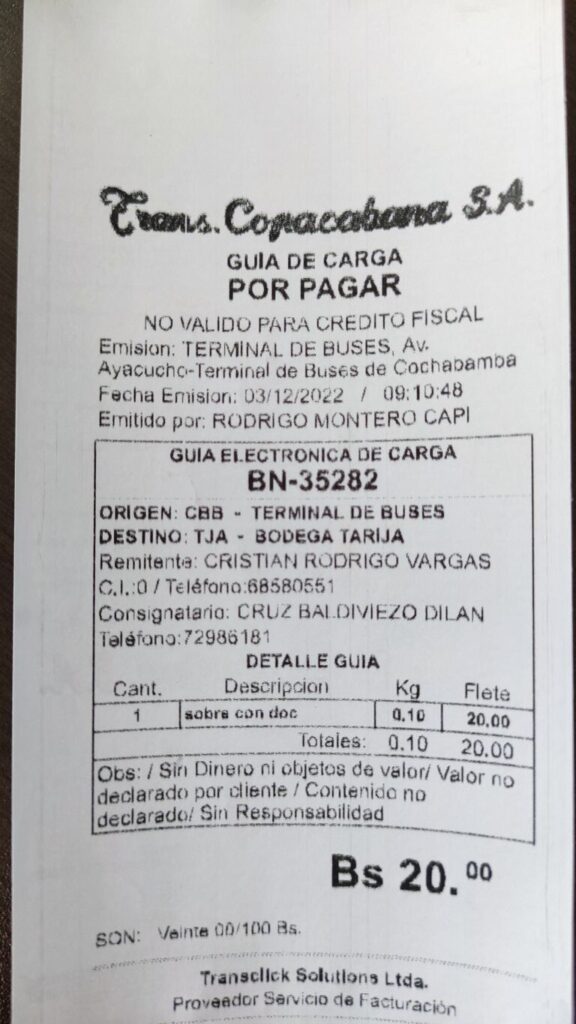 Trans. Copacabana S.A.
GUIA DE CARGA
POR PAGAR
NO VALIDO PARA CREDITO FISCAL
Emision: TERMINAL DE BUSES, Av.
Ayacucho-Terminal de Buses de Cochabamba
Fecha Emision: 03/12/2022 / 09:10:48
Emitido por: RODRIGO MONTERO CAPI
GUIA ELECTRONICA DE CARGA
BN-35282
ORIGEN: CBB - TERMINAL DE BUSES
DESTINO: TJA - BODEGA TARIJA
Remitente: CRISTIAN RODRIGO VARGAS
C.I.:0 / Teléfono:68580551
Consignatario: CRUZ BALDIVIEZO DILAN
Teléfono:72986181
DETALLE GUIA
Cant. Descripcion Kg Flete
1 sobre con doc 0.10 20.00
Totales: 0.10 20.00
Obs: / Sin Dinero ni objetos de valor/ Valor no
declarado por cliente / Contenido no
declarado/ Sin Responsabilidad
Bs 20.00
SON: Veinte 00/100 Bs.
Transclick Solutions Ltda.
Proveedor Servicio de Facturación